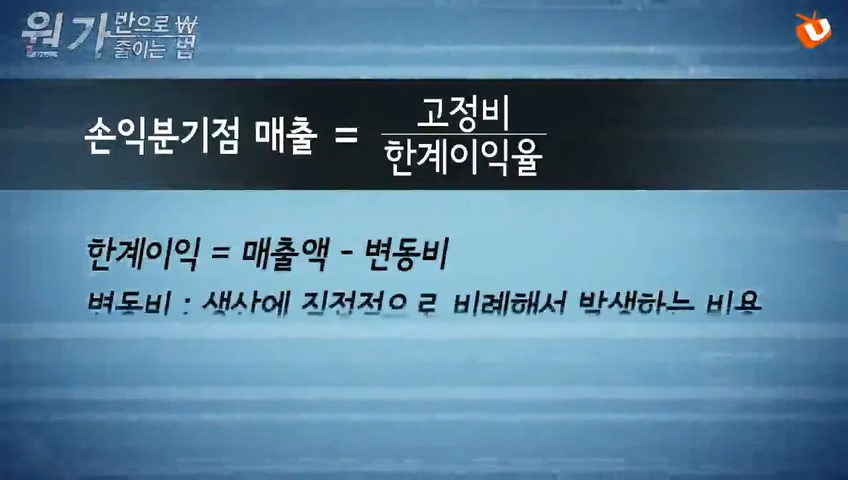 원가 반으로 ₩
줄이는 법
손익분기점 매출 = 고정비
한계이익율
한계이익 = 매출액 - 변동비
변동비 : 생산에 직접적으로 비례해서 발생하는 비용